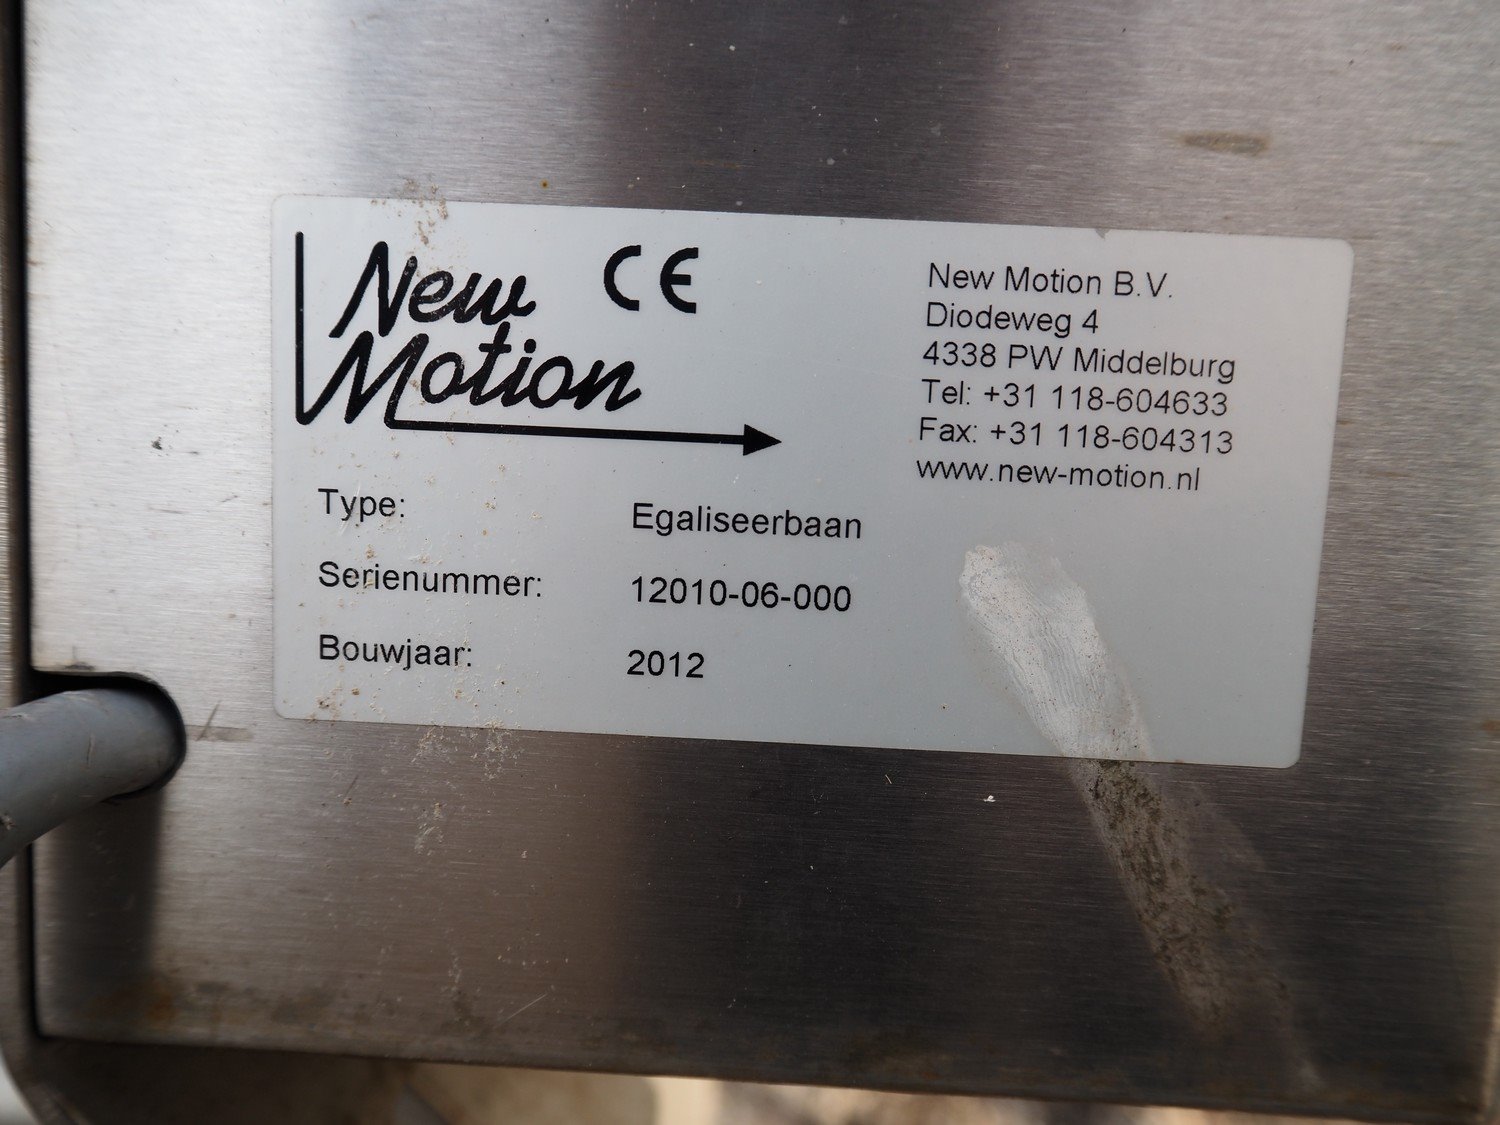 New
Motion
CE
New Motion B.V.
Diodeweg 4
4338 PW Middelburg
Tel: +31 118-604633
Fax: +31 118-604313
www.new-motion.nl
Type: Egaliseerbaan
Serienummer: 12010-06-000
Bouwjaar: 2012